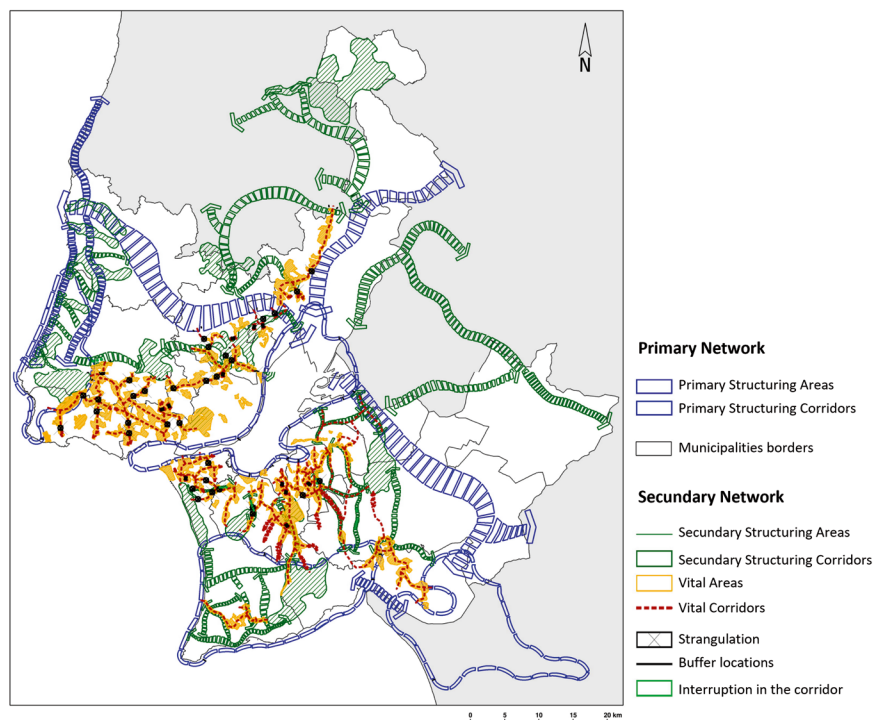 N
Primary Network
Primary Structuring Areas
Primary Structuring Corridors
Municipalities borders
Secundary Network
Secundary Structuring Areas
Secundary Structuring Corridors
Vital Areas
Vital Corridors
Strangulation
Buffer locations
Interruption in the corridor
0 5 10 15 20 km